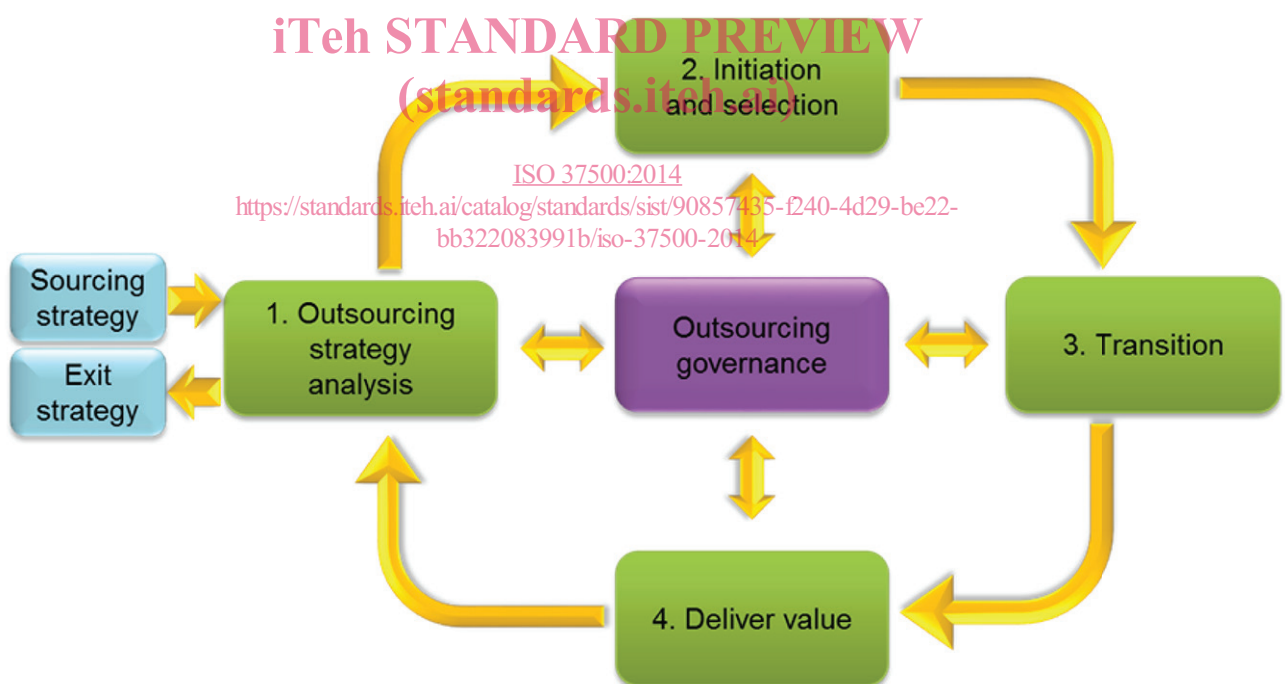 iTeh STANDARD PREVIEW
(standards.iteh.ai)
2. Initiation
and selection
ISO 37500:2014
https://standards.iteh.ai/catalog/standards/sist/90857435-f240-4d29-be22-
bb322083991b/iso-37500-2014
Sourcing
strategy
Exit
strategy
1. Outsourcing
strategy
analysis
Outsourcing
governance
3. Transition
4. Deliver value